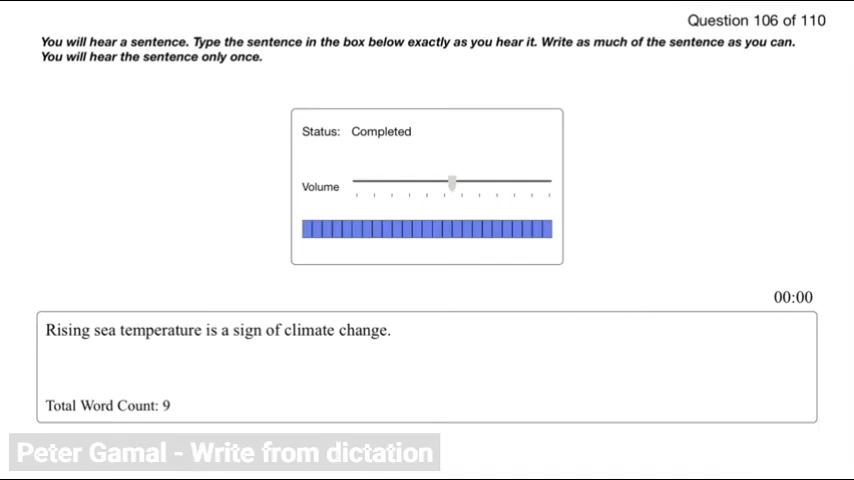 Question 106 of 110
You will hear a sentence. Type the sentence in the box below exactly as you hear it. Write as much of the sentence as you can.
You will hear the sentence only once.
Status: Completed
Volume
00:00
Rising sea temperature is a sign of climate change.
Total Word Count: 9
Peter Gamal - Write from dictation